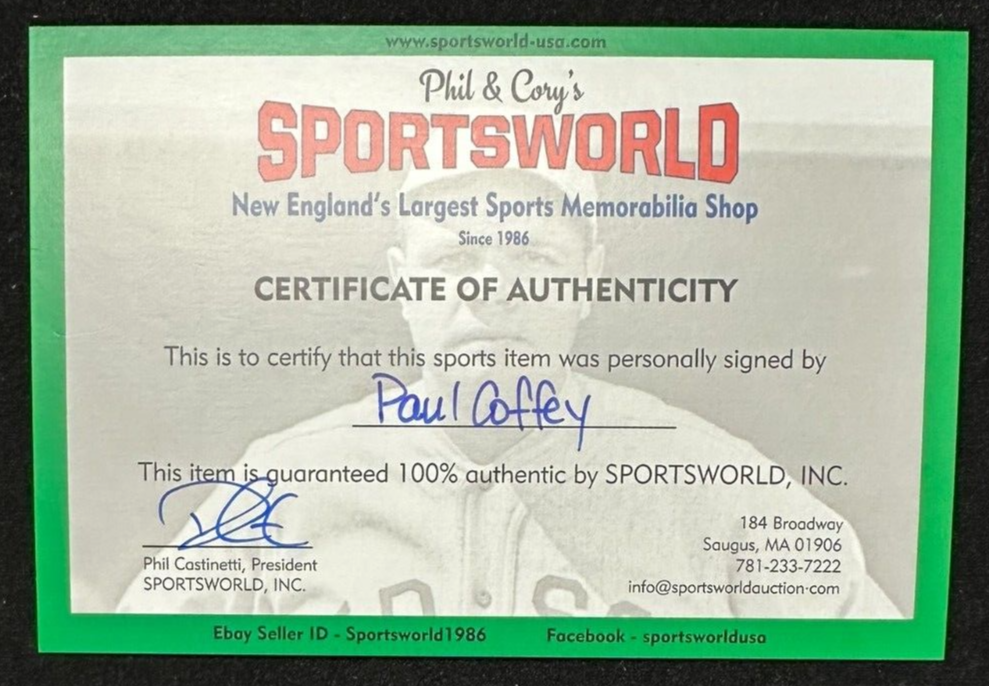 www.sportsworld-usa.com
Phil & Cory's
SPORTSWORLD
New England's Largest Sports Memorabilia Shop
Since 1986
CERTIFICATE OF AUTHENTICITY
This is to certify that this sports item was personally signed by
Paul Coffey
This item is guaranteed 100% authentic by SPORTSWORLD, INC.
Phil Castinetti, President
SPORTSWORLD, INC.
184 Broadway
Saugus, MA 01906
781-233-7222
info@sportsworldauction.com
Ebay Seller ID - Sportsworld1986
Facebook - sportsworldusa